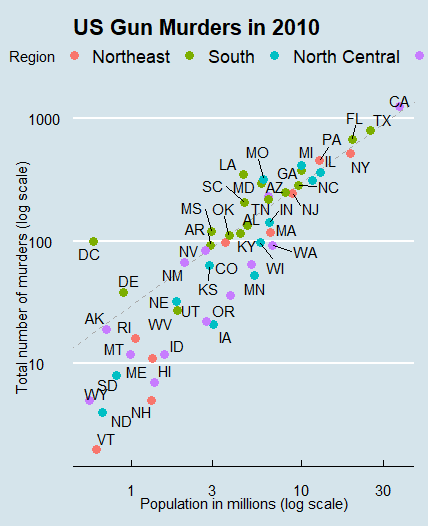 US Gun Murders in 2010
Region Northeast South North Central
CA
1000
FL TX
PA
MO MI
IL
LA NY
GA
MD AZ
SC NC
MS OK TN IN NJ
AL
AR MA
100
DC NV KY WA
CO WI
NM
KS MN
DE
NE
UT OR
AK RI WV
IA
MT ID
10
ME HI
SD
WY
ND NH
VT
1 3 10 30
Population in millions (log scale)
Total number of murders (log scale)